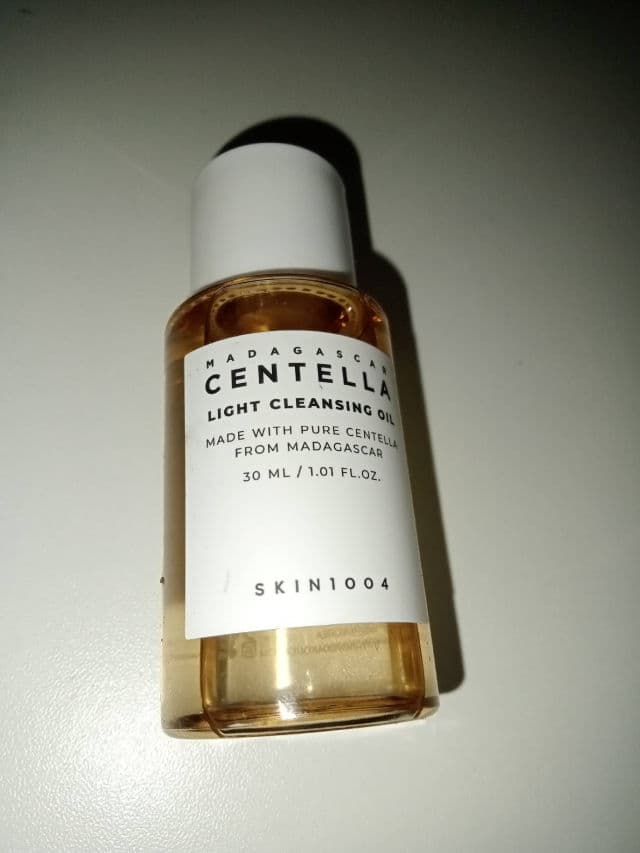 MADAGASCAR
CENTELLA
LIGHT CLEANSING OIL
MADE WITH PURE CENTELLA
FROM MADAGASCAR
30 ML / 1.01 FL.OZ.
SKIN1004